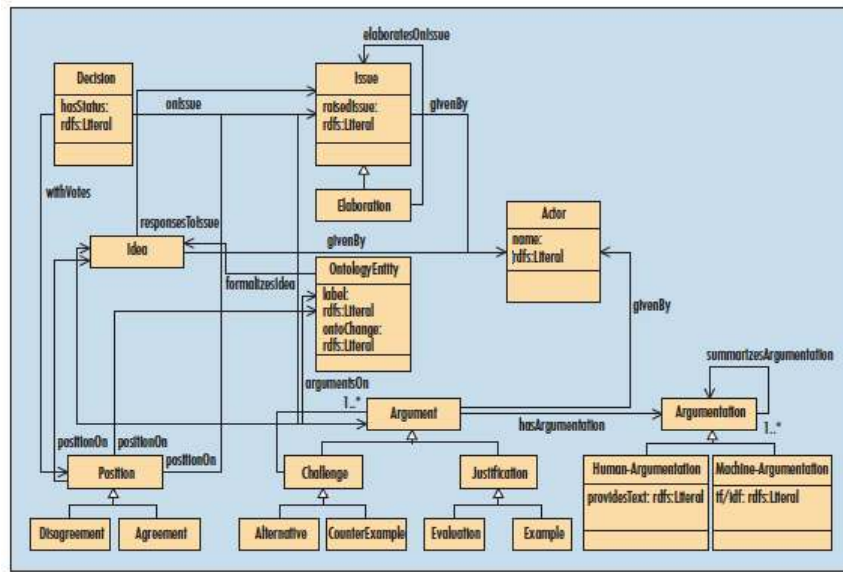 elaboratesOnIssue
Decision
hasStatus:
rdfs:Literal
onIssue
Issue
raisedIssue:
rdfs:Literal
givenBy
withVotes
Elaboration
responsesToIssue
Idea
givenBy
Actor
name:
rdfs:Literal
formalizesIdea
OntologyEntity
label:
rdfs:Literal
ontoChange:
rdfs:Literal
givenBy
argumentsOn
summarizesArgumentation
1..*
Argument
hasArgumentation
Argumentation
1..*
positionOn
positionOn
positionOn
Position
Challenge
Justification
Human-Argumentation
providesText: rdfs:Literal
Machine-Argumentation
tf/idf: rdfs:Literal
Disagreement
Agreement
Alternative
CounterExample
Evaluation
Example